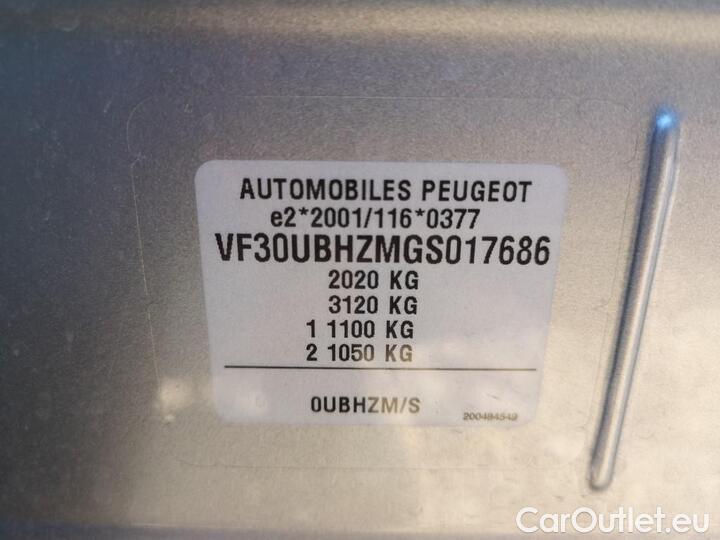 AUTOMOBILES PEUGEOT
e2*2001/116*0377
VF30UBHZMGS017686
2020 KG
3120 KG
1 1100 KG
2 1050 KG
0UBHZM/S
200484549
CarOutlet.eu